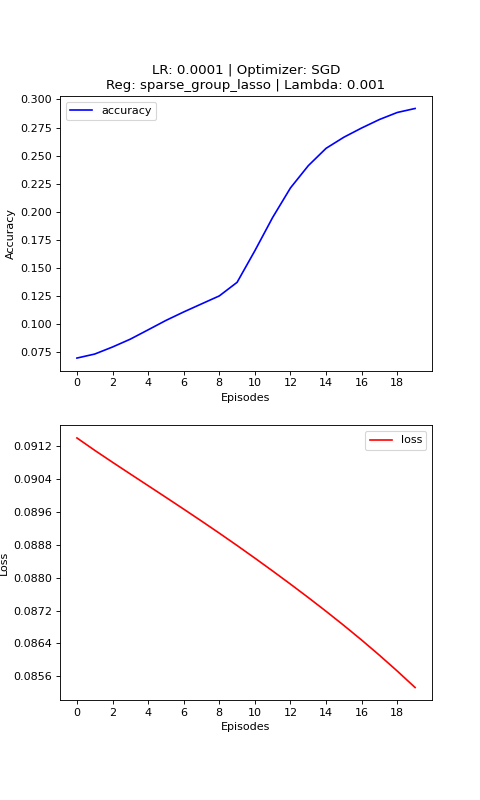 LR: 0.0001 | Optimizer: SGD
Reg: sparse_group_lasso | Lambda: 0.001
accuracy
0.300
0.275
0.250
0.225
0.200
0.175
0.150
0.125
0.100
0.075
Accuracy
0 2 4 6 8 10 12 14 16 18
Episodes
loss
0.0912
0.0904
0.0896
0.0888
0.0880
0.0872
0.0864
0.0856
Loss
0 2 4 6 8 10 12 14 16 18
Episodes